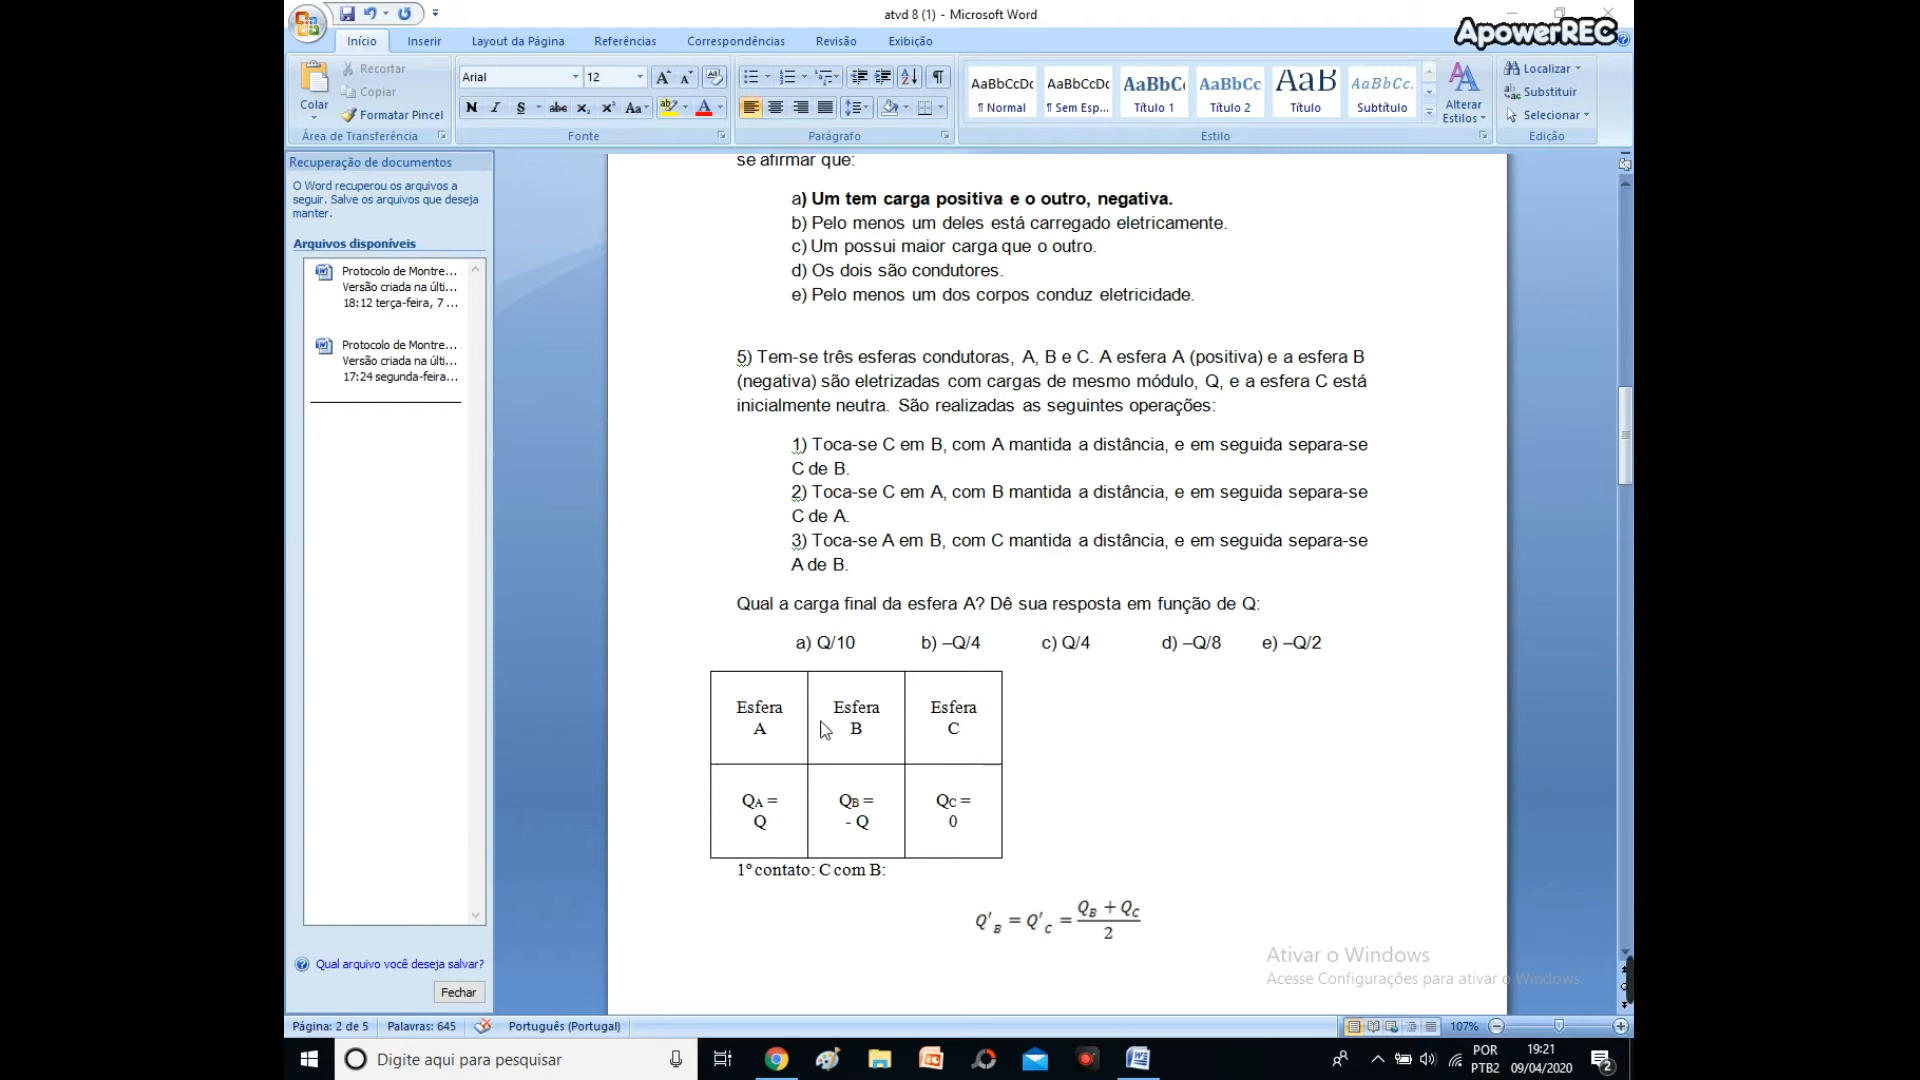 atvd 8 (1) - Microsoft Word
ApowerREC
Início Inserir Layout da Página Referências Correspondências Revisão Exibição
Colar
Recortar
Copiar
Formatar Pincel
Área de Transferência
Arial 12
N I S abc x₂ x² Aa
Fonte
Parágrafo
AaBbCcDc AaBbCcDc AaBbC AaBbCc AaB AaBbCc.
¶ Normal ¶ Sem Esp... Título 1 Título 2 Título Subtítulo
Alterar
Estilos
Estilo
Localizar
Substituir
Selecionar
Edição
Recuperação de documentos
O Word recuperou os arquivos a
seguir. Salve os arquivos que deseja
manter.
Arquivos disponíveis
Protocolo de Montre...
Versão criada na últi...
18:12 terça-feira, 7 ...
Protocolo de Montre...
Versão criada na últi...
17:24 segunda-feira...
Qual arquivo você deseja salvar?
Fechar
se afirmar que:
a) Um tem carga positiva e o outro, negativa.
b) Pelo menos um deles está carregado eletricamente.
c) Um possui maior carga que o outro.
d) Os dois são condutores.
e) Pelo menos um dos corpos conduz eletricidade.
5) Tem-se três esferas condutoras, A, B e C. A esfera A (positiva) e a esfera B
(negativa) são eletrizadas com cargas de mesmo módulo, Q, e a esfera C está
inicialmente neutra. São realizadas as seguintes operações:
1) Toca-se C em B, com A mantida a distância, e em seguida separa-se
C de B.
2) Toca-se C em A, com B mantida a distância, e em seguida separa-se
C de A.
3) Toca-se A em B, com C mantida a distância, e em seguida separa-se
A de B.
Qual a carga final da esfera A? Dê sua resposta em função de Q:
a) Q/10 b) –Q/4 c) Q/4 d) –Q/8 e) –Q/2
Esfera Esfera Esfera
A B C
QA = QB = QC =
Q - Q 0
1º contato: C com B:
Q'B = Q'C = (QB + QC)/2
Ativar o Windows
Acesse Configurações para ativar o Windows.
Página: 2 de 5 Palavras: 645 Português (Portugal) 107%
Digite aqui para pesquisar
POR
PTB2
19:21
09/04/2020
2